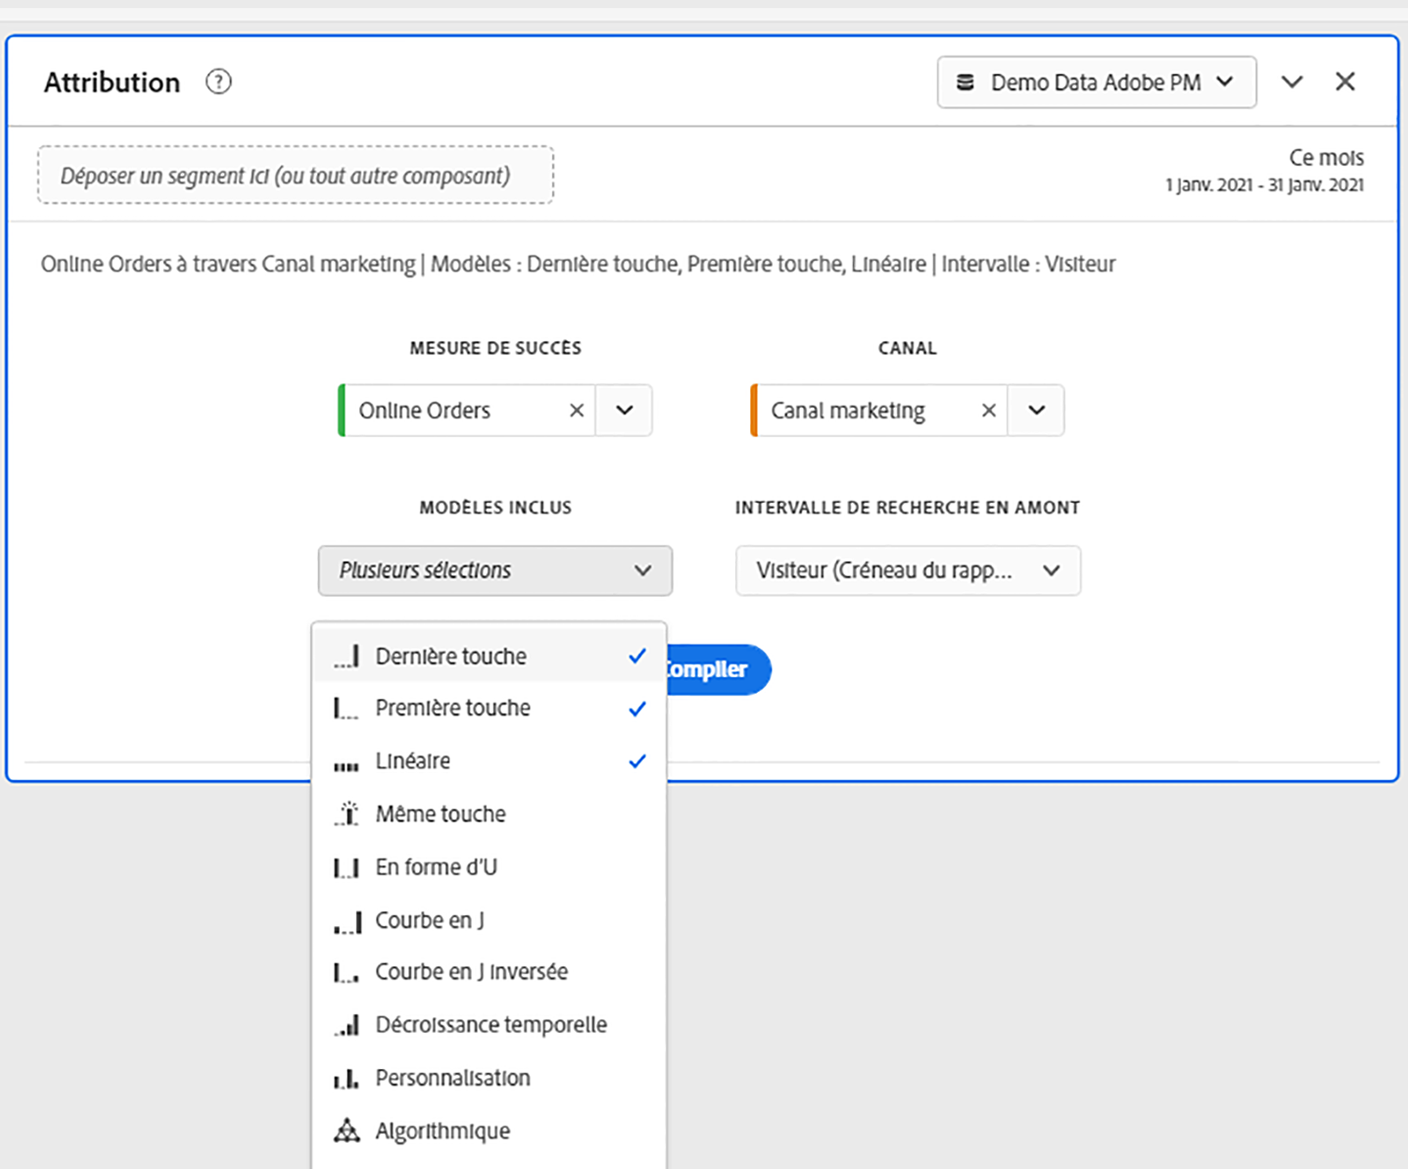 Attribution ?
Demo Data Adobe PM
Déposer un segment ici (ou tout autre composant)
Ce mois
1 janv. 2021 - 31 janv. 2021
Online Orders à travers Canal marketing | Modèles : Dernière touche, Première touche, Linéaire | Intervalle : Visiteur
MESURE DE SUCCÈS
CANAL
Online Orders
Canal marketing
MODÈLES INCLUS
INTERVALLE DE RECHERCHE EN AMONT
Plusieurs sélections
Visiteur (Créneau du rapp...
Dernière touche
Compiler
Première touche
Linéaire
Même touche
En forme d'U
Courbe en J
Courbe en J inversée
Décroissance temporelle
Personnalisation
Algorithmique